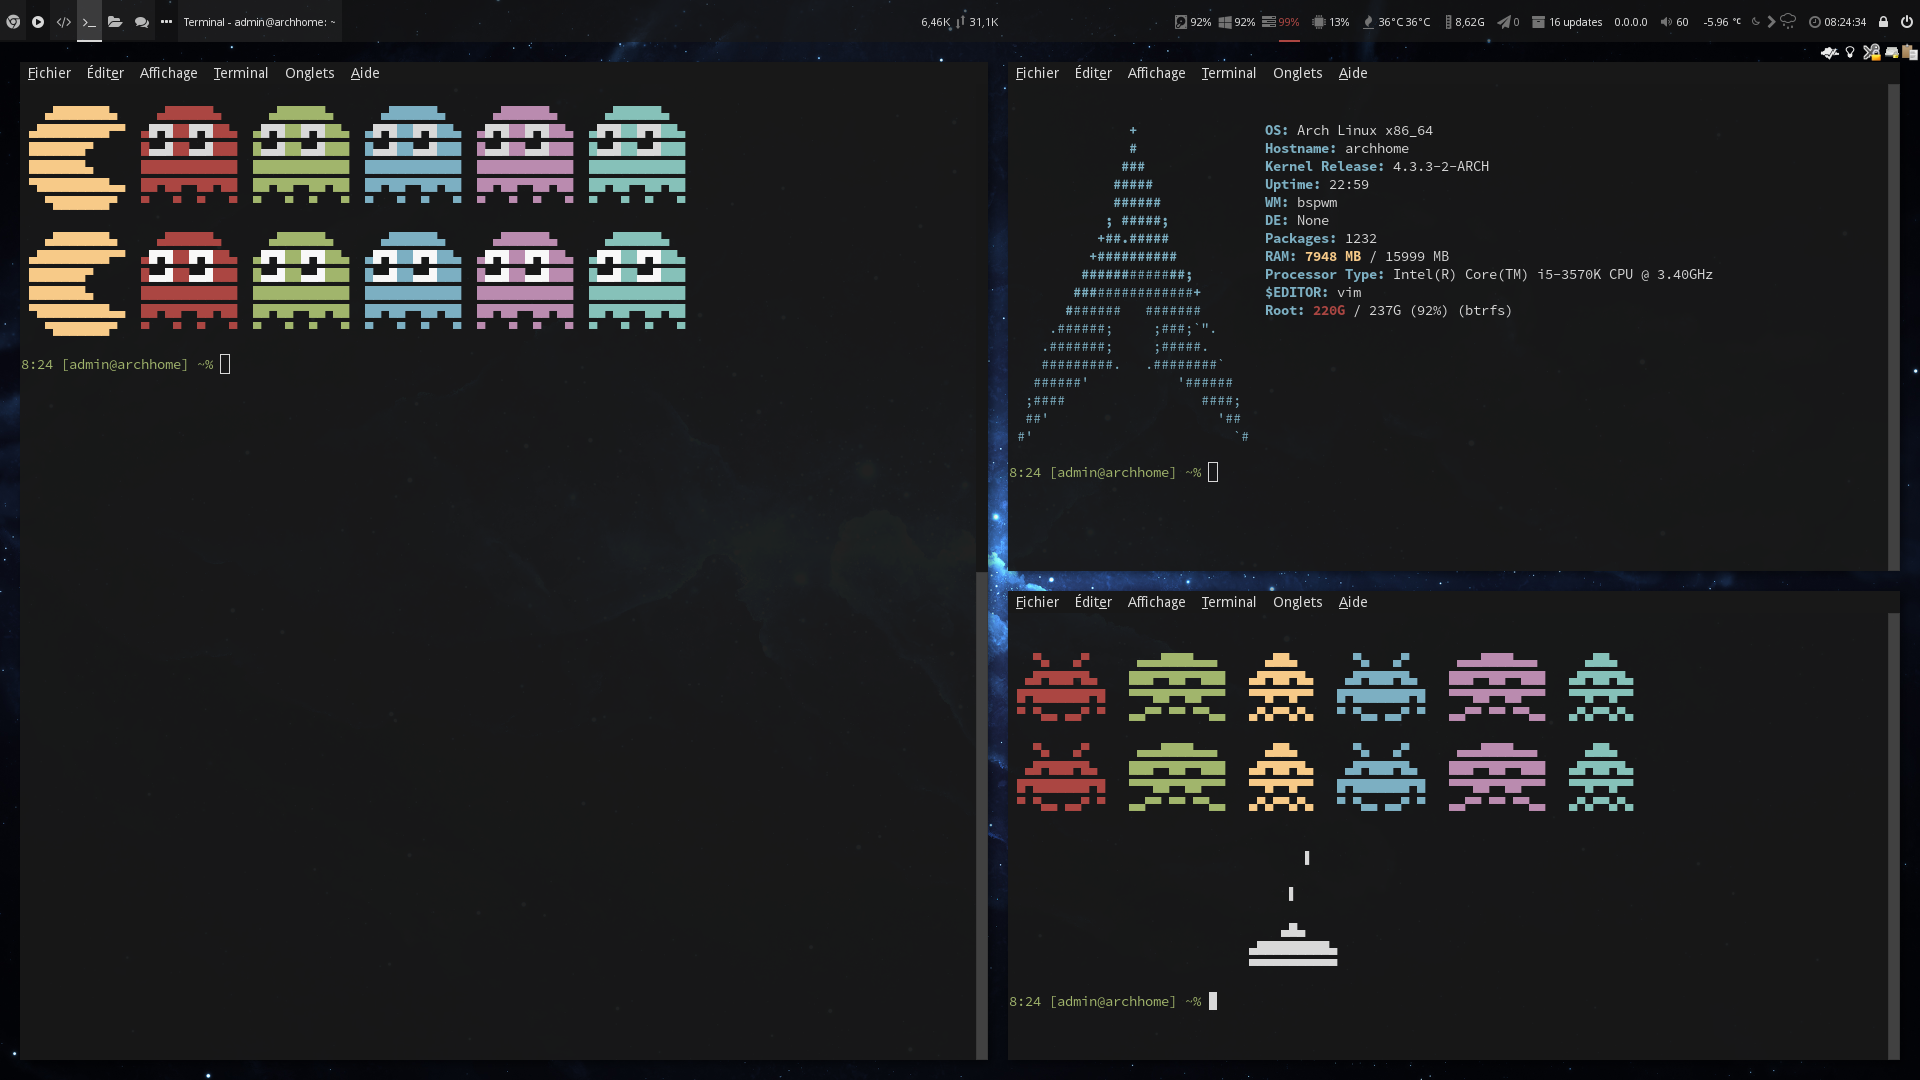 Terminal - admin@archhome: ~ 6,46K 31,1K 92% 92% 99% 13% 36°C 36°C 8,62G 0 16 updates 0.0.0.0 60 -5.96 °C 08:24:34
Fichier Éditer Affichage Terminal Onglets Aide
8:24 [admin@archhome] ~%
Fichier Éditer Affichage Terminal Onglets Aide
+ OS: Arch Linux x86_64
# Hostname: archhome
### Kernel Release: 4.3.3-2-ARCH
##### Uptime: 22:59
###### WM: bspwm
; #####; DE: None
+##.##### Packages: 1232
+########## RAM: 7948 MB / 15999 MB
#############; Processor Type: Intel(R) Core(TM) i5-3570K CPU @ 3.40GHz
###############+ $EDITOR: vim
#######   ####### Root: 220G / 237G (92%) (btrfs)
.######;     ;###;`".
.#######;     ;#####.
#########.   .########`
######'           '######
;####                 ####;
##'                     '##
#'                         `#
8:24 [admin@archhome] ~%
Fichier Éditer Affichage Terminal Onglets Aide
8:24 [admin@archhome] ~%